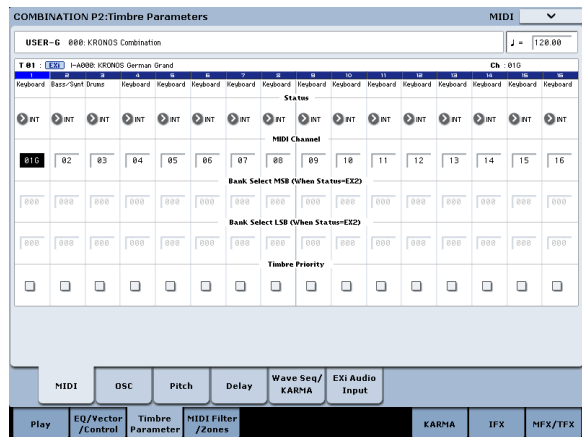 COMBINATION P2:Timbre Parameters MIDI
USER-G 000: KRONOS Combination ♩= 120.00
T 01 : EXi I-A000: KRONOS German Grand Ch : 01G
1 2 3 4 5 6 7 8 9 10 11 12 13 14 15 16
Keyboard Bass/Synt Drums Keyboard Keyboard Keyboard Keyboard Keyboard Keyboard Keyboard Keyboard Keyboard Keyboard Keyboard Keyboard Keyboard
Status
INT INT INT INT INT INT INT INT INT INT INT INT INT INT INT INT
MIDI Channel
01G 02 03 04 05 06 07 08 09 10 11 12 13 14 15 16
Bank Select MSB (When Status=EX2)
000 000 000 000 000 000 000 000 000 000 000 000 000 000 000 000
Bank Select LSB (When Status=EX2)
000 000 000 000 000 000 000 000 000 000 000 000 000 000 000 000
Timbre Priority
MIDI OSC Pitch Delay Wave Seq/ EXi Audio
KARMA Input
Play EQ/Vector Timbre MIDI Filter KARMA IFX MFX/TFX
/Control Parameter /Zones